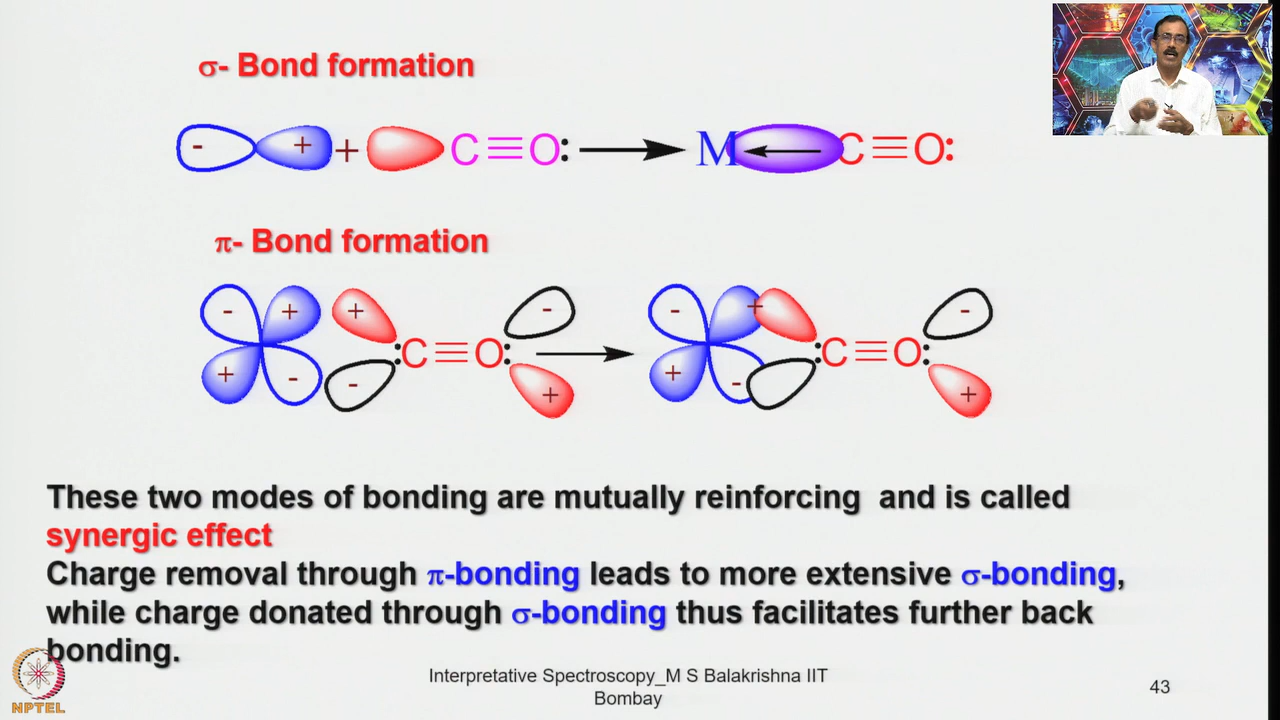 σ- Bond formation
- + + C≡O: M C≡O:
π- Bond formation
- + + - - + +
:C≡O: :C≡O:
+ - - + + - +
These two modes of bonding are mutually reinforcing and is called
synergic effect
Charge removal through π-bonding leads to more extensive σ-bonding,
while charge donated through σ-bonding thus facilitates further back
bonding.
Interpretative Spectroscopy_M S Balakrishna IIT
Bombay
43
NPTEL